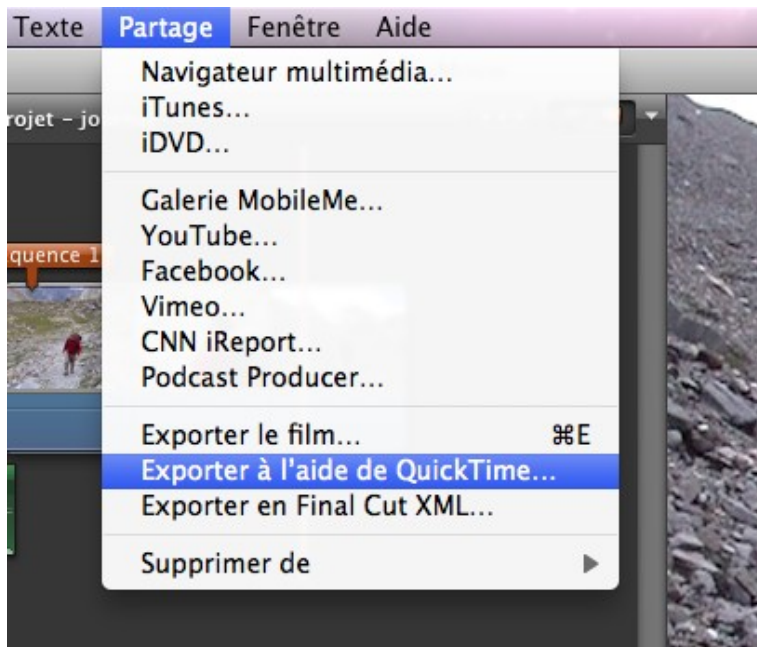 Texte Partage Fenêtre Aide
Navigateur multimédia...
iTunes...
iDVD...
rojet – jo
Galerie MobileMe...
YouTube...
quence 1
Facebook...
Vimeo...
CNN iReport...
Podcast Producer...
Exporter le film... ⌘E
Exporter à l'aide de QuickTime...
Exporter en Final Cut XML...
Supprimer de